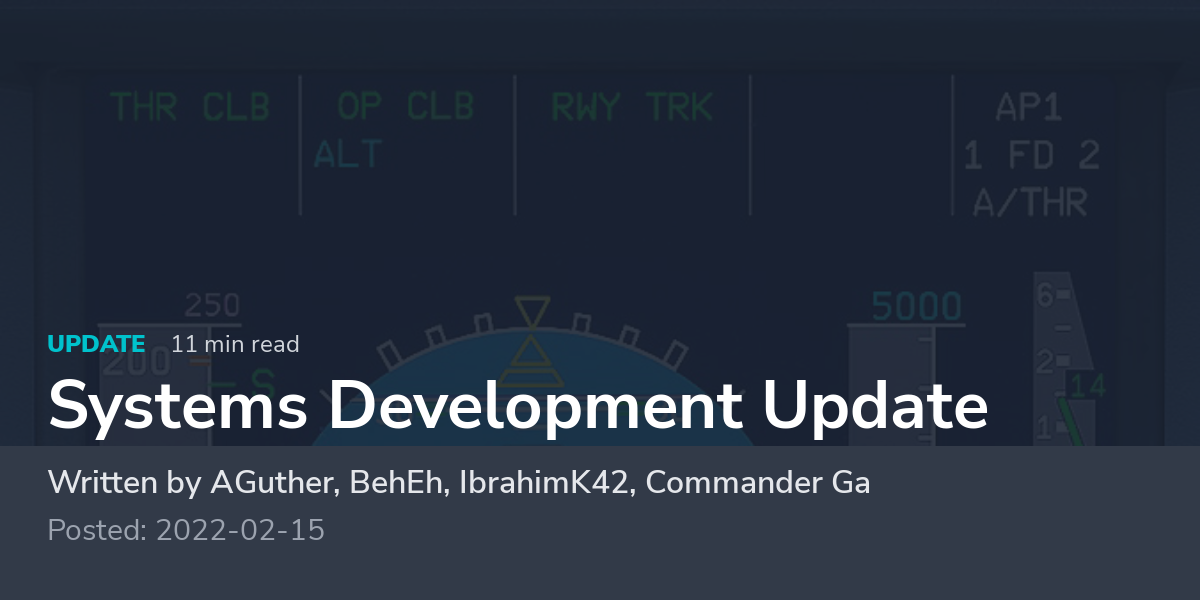 THR CLB OP CLB RWY TRK AP1
ALT 1 FD 2
A/THR
250 5000 6
UPDATE 11 min read
200 S 2 14
Systems Development Update
1
Written by AGuther, BehEh, IbrahimK42, Commander Ga
Posted: 2022-02-15